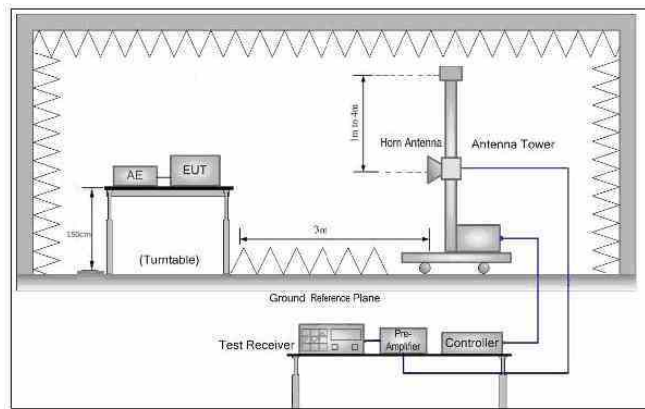 1m to 4m
Horn Antenna
Antenna Tower
AE
EUT
150cm
3m
(Turntable)
Ground Reference Plane
Test Receiver
Pre-
Amplifier
Controller